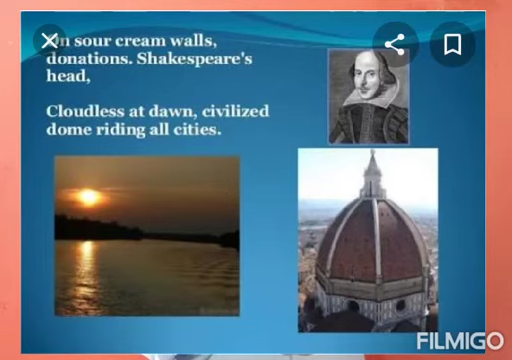 On sour cream walls,
donations. Shakespeare's
head,
Cloudless at dawn, civilized
dome riding all cities.
FILMIGO